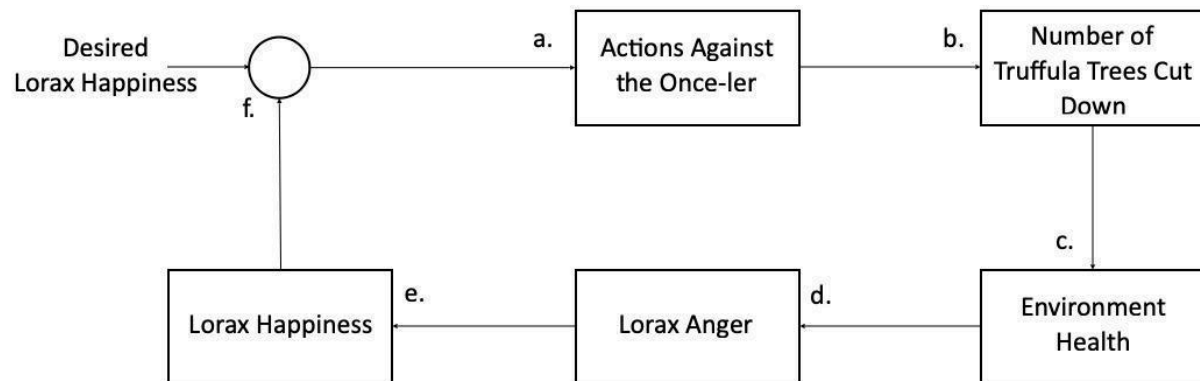 Desired
Lorax Happiness
f.
a.
Actions Against
the Once-ler
b.
Number of
Truffula Trees Cut
Down
c.
Environment
Health
d.
Lorax Anger
e.
Lorax Happiness